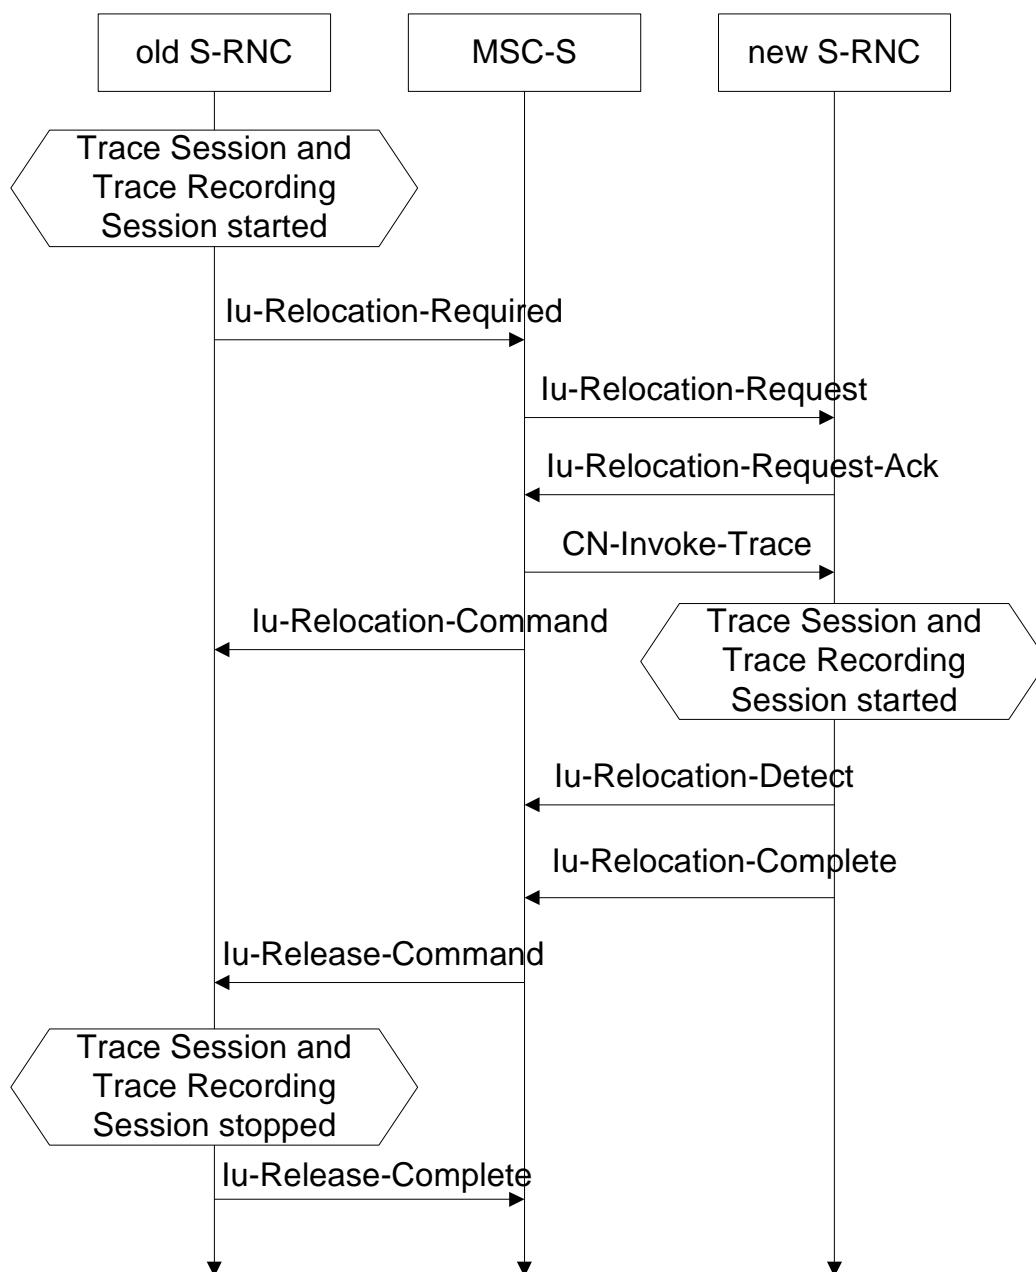 old S-RNC
MSC-S
new S-RNC
Trace Session and
Trace Recording
Session started
Iu-Relocation-Required
Iu-Relocation-Request
Iu-Relocation-Request-Ack
CN-Invoke-Trace
Iu-Relocation-Command
Trace Session and
Trace Recording
Session started
Iu-Relocation-Detect
Iu-Relocation-Complete
Iu-Release-Command
Trace Session and
Trace Recording
Session stopped
Iu-Release-Complete